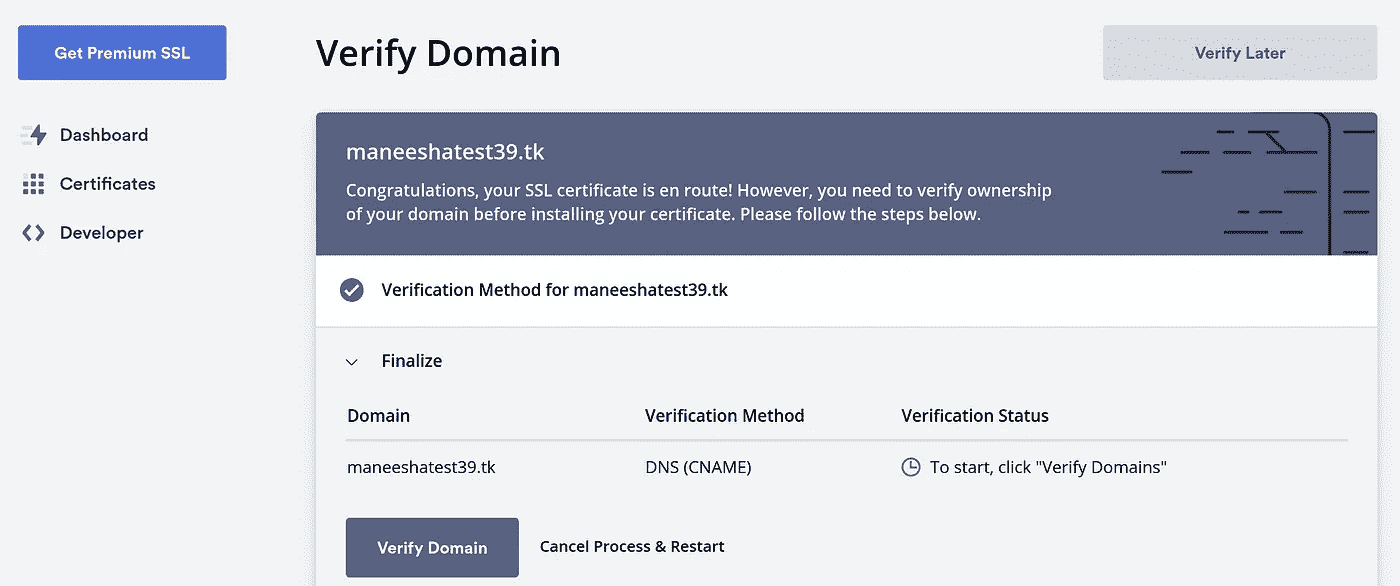 Get Premium SSL
Verify Domain
Verify Later
Dashboard
Certificates
Developer
maneeshatest39.tk
Congratulations, your SSL certificate is en route! However, you need to verify ownership
of your domain before installing your certificate. Please follow the steps below.
Verification Method for maneeshatest39.tk
Finalize
Domain Verification Method Verification Status
maneeshatest39.tk DNS (CNAME) To start, click "Verify Domains"
Verify Domain Cancel Process & Restart